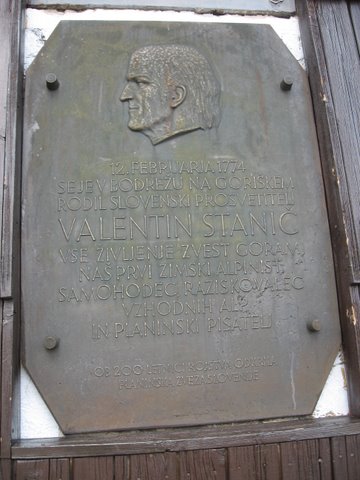 12. FEBRUARJA 1774
SE JE V BODREŽU NA GORIŠKEM
RODIL SLOVENSKI PROSVETITELJ
VALENTIN STANIČ
VSE ŽIVLJENJE ZVEST GORAM
NAŠ PRVI ZIMSKI ALPINIST,
SAMOHODEC, RAZISKOVALEC
VZHODNIH ALP
IN PLANINSKI PISATELJ
OB 200 LETNICI ROJSTVA ODKRILA
PLANINSKA ZVEZA SLOVENIJE